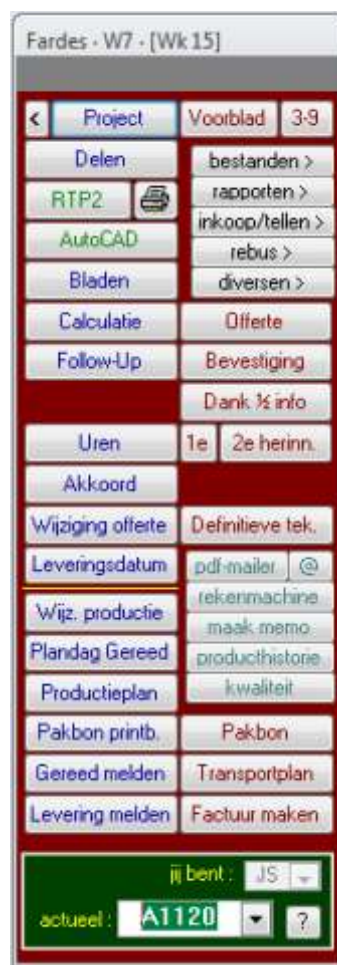 Fardes - W7 - [Wk 15]
< Project Voorblad 3-9
Delen bestanden >
RTP2 rapporten >
AutoCAD inkoop/tellen >
rebus >
Bladen diversen >
Calculatie Offerte
Follow-Up Bevestiging
Dank ½ info
Uren 1e 2e herinn.
Akkoord
Wijziging offerte Definitieve tek.
Leveringsdatum pdf-mailer @
rekenmachine
Wijz. productie maak memo
Plandag Gereed producthistorie
Productieplan kwaliteit
Pakbon printb. Pakbon
Gereed melden Transportplan
Levering melden Factuur maken
jij bent : JS
actueel : A1120 ?